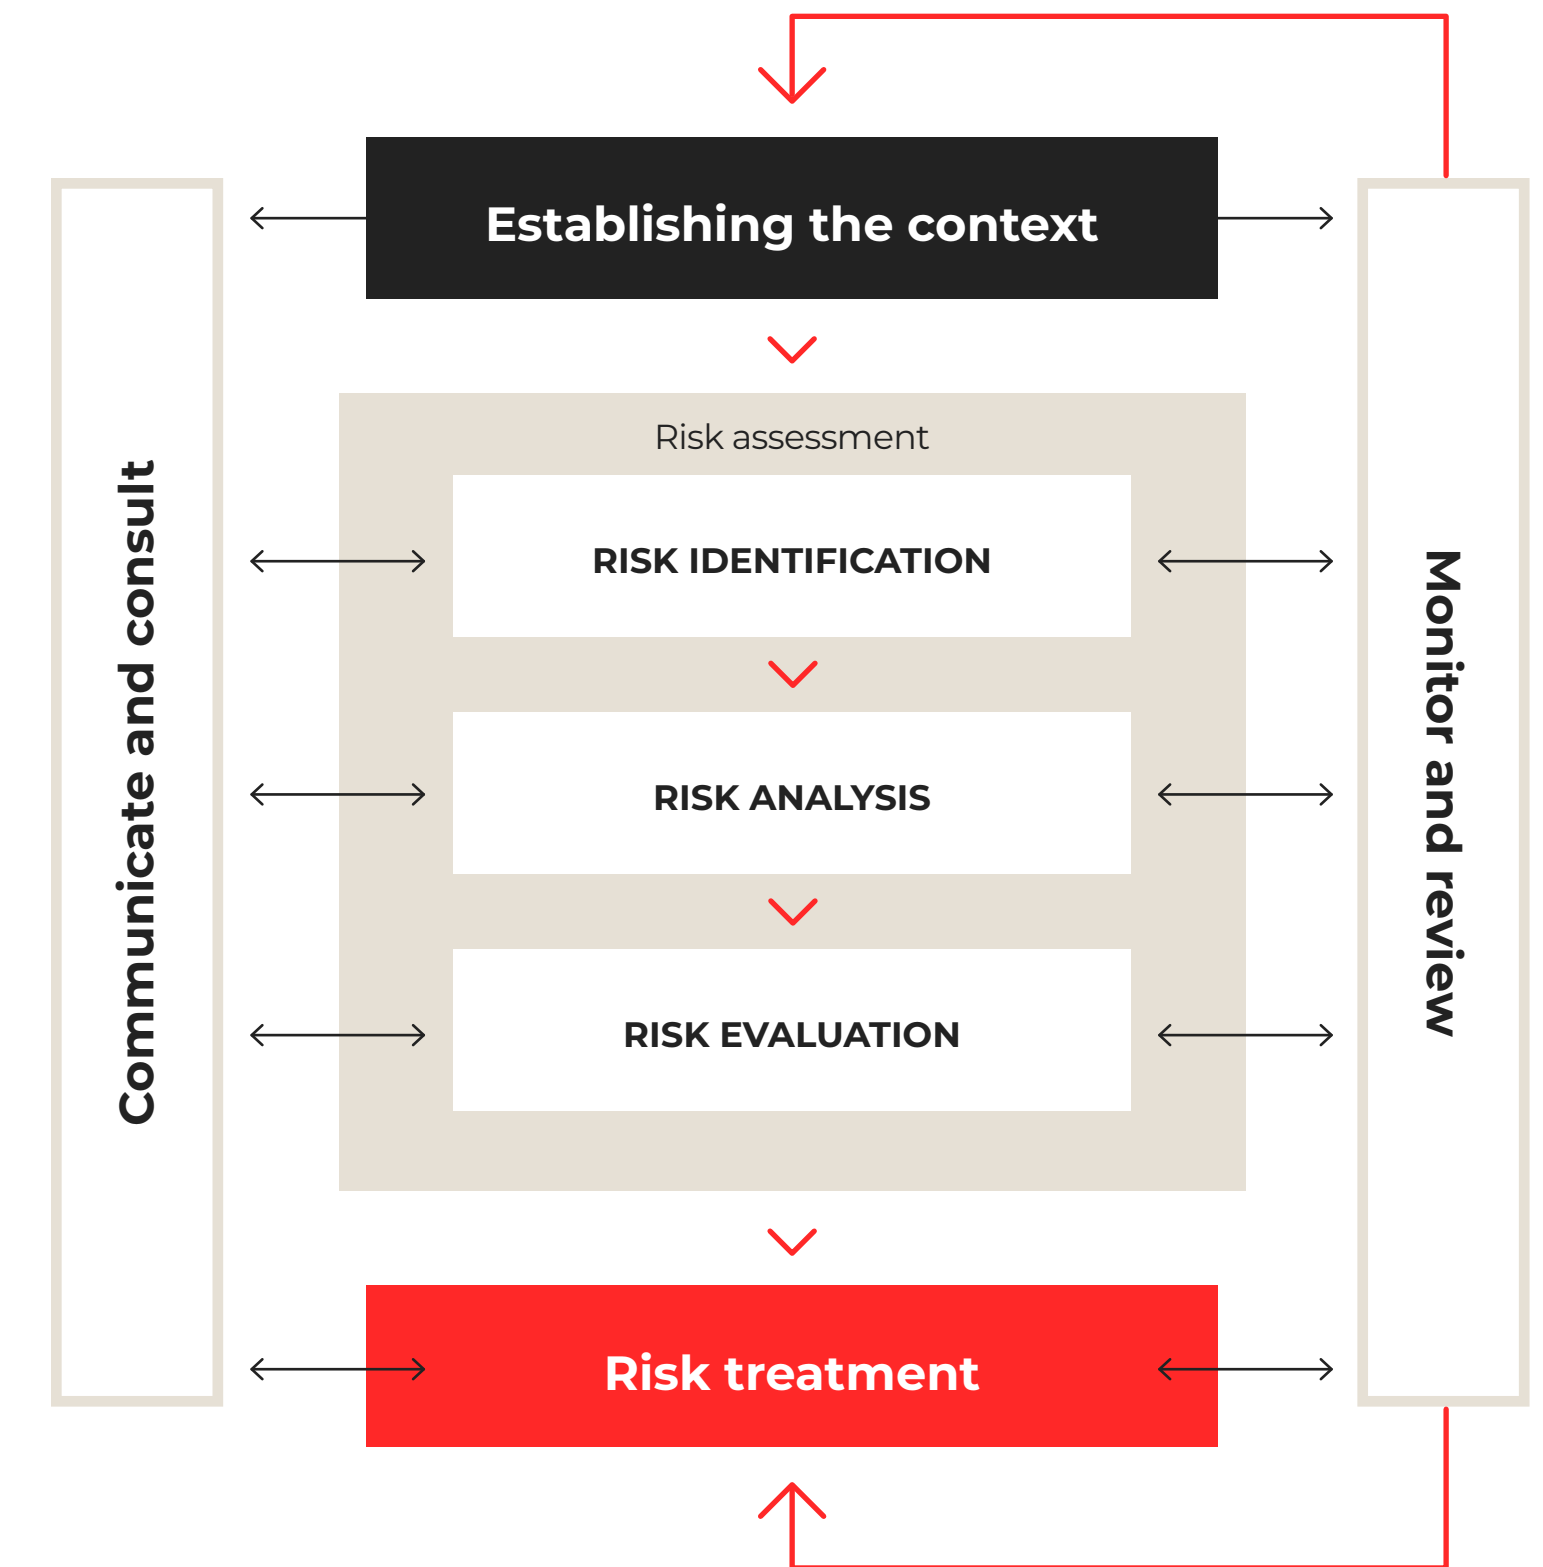 Establishing the context
Communicate and consult
Risk assessment
RISK IDENTIFICATION
RISK ANALYSIS
RISK EVALUATION
Monitor and review
Risk treatment